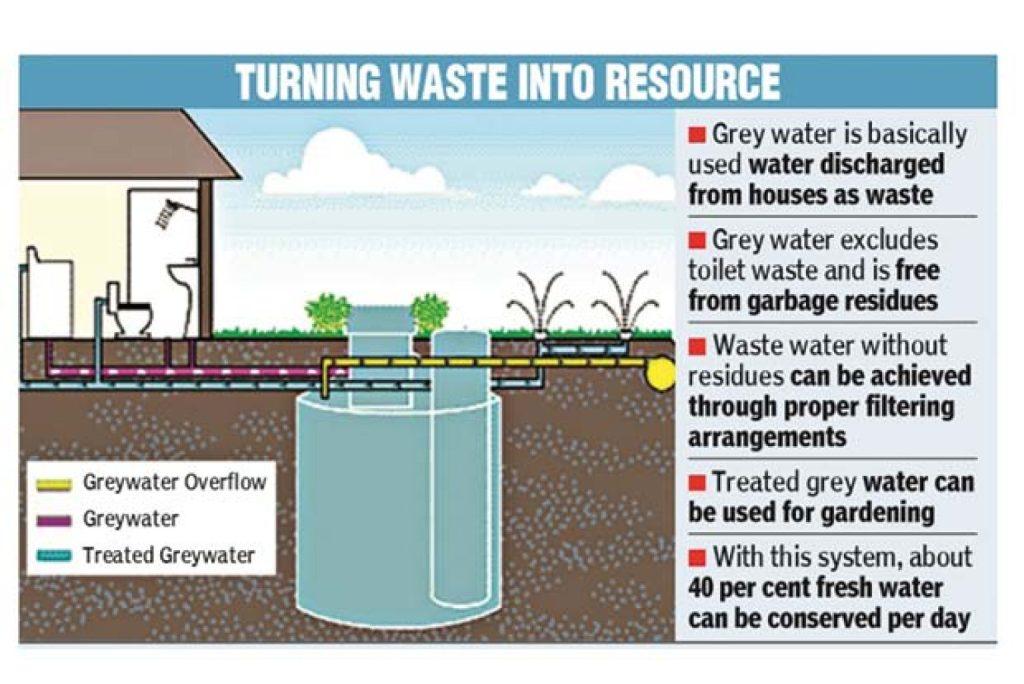 TURNING WASTE INTO RESOURCE
Grey water is basically
used water discharged
from houses as waste
Grey water excludes
toilet waste and is free
from garbage residues
Waste water without
residues can be achieved
through proper filtering
arrangements
Treated grey water can
be used for gardening
With this system, about
40 per cent fresh water
can be conserved per day
Greywater Overflow
Greywater
Treated Greywater